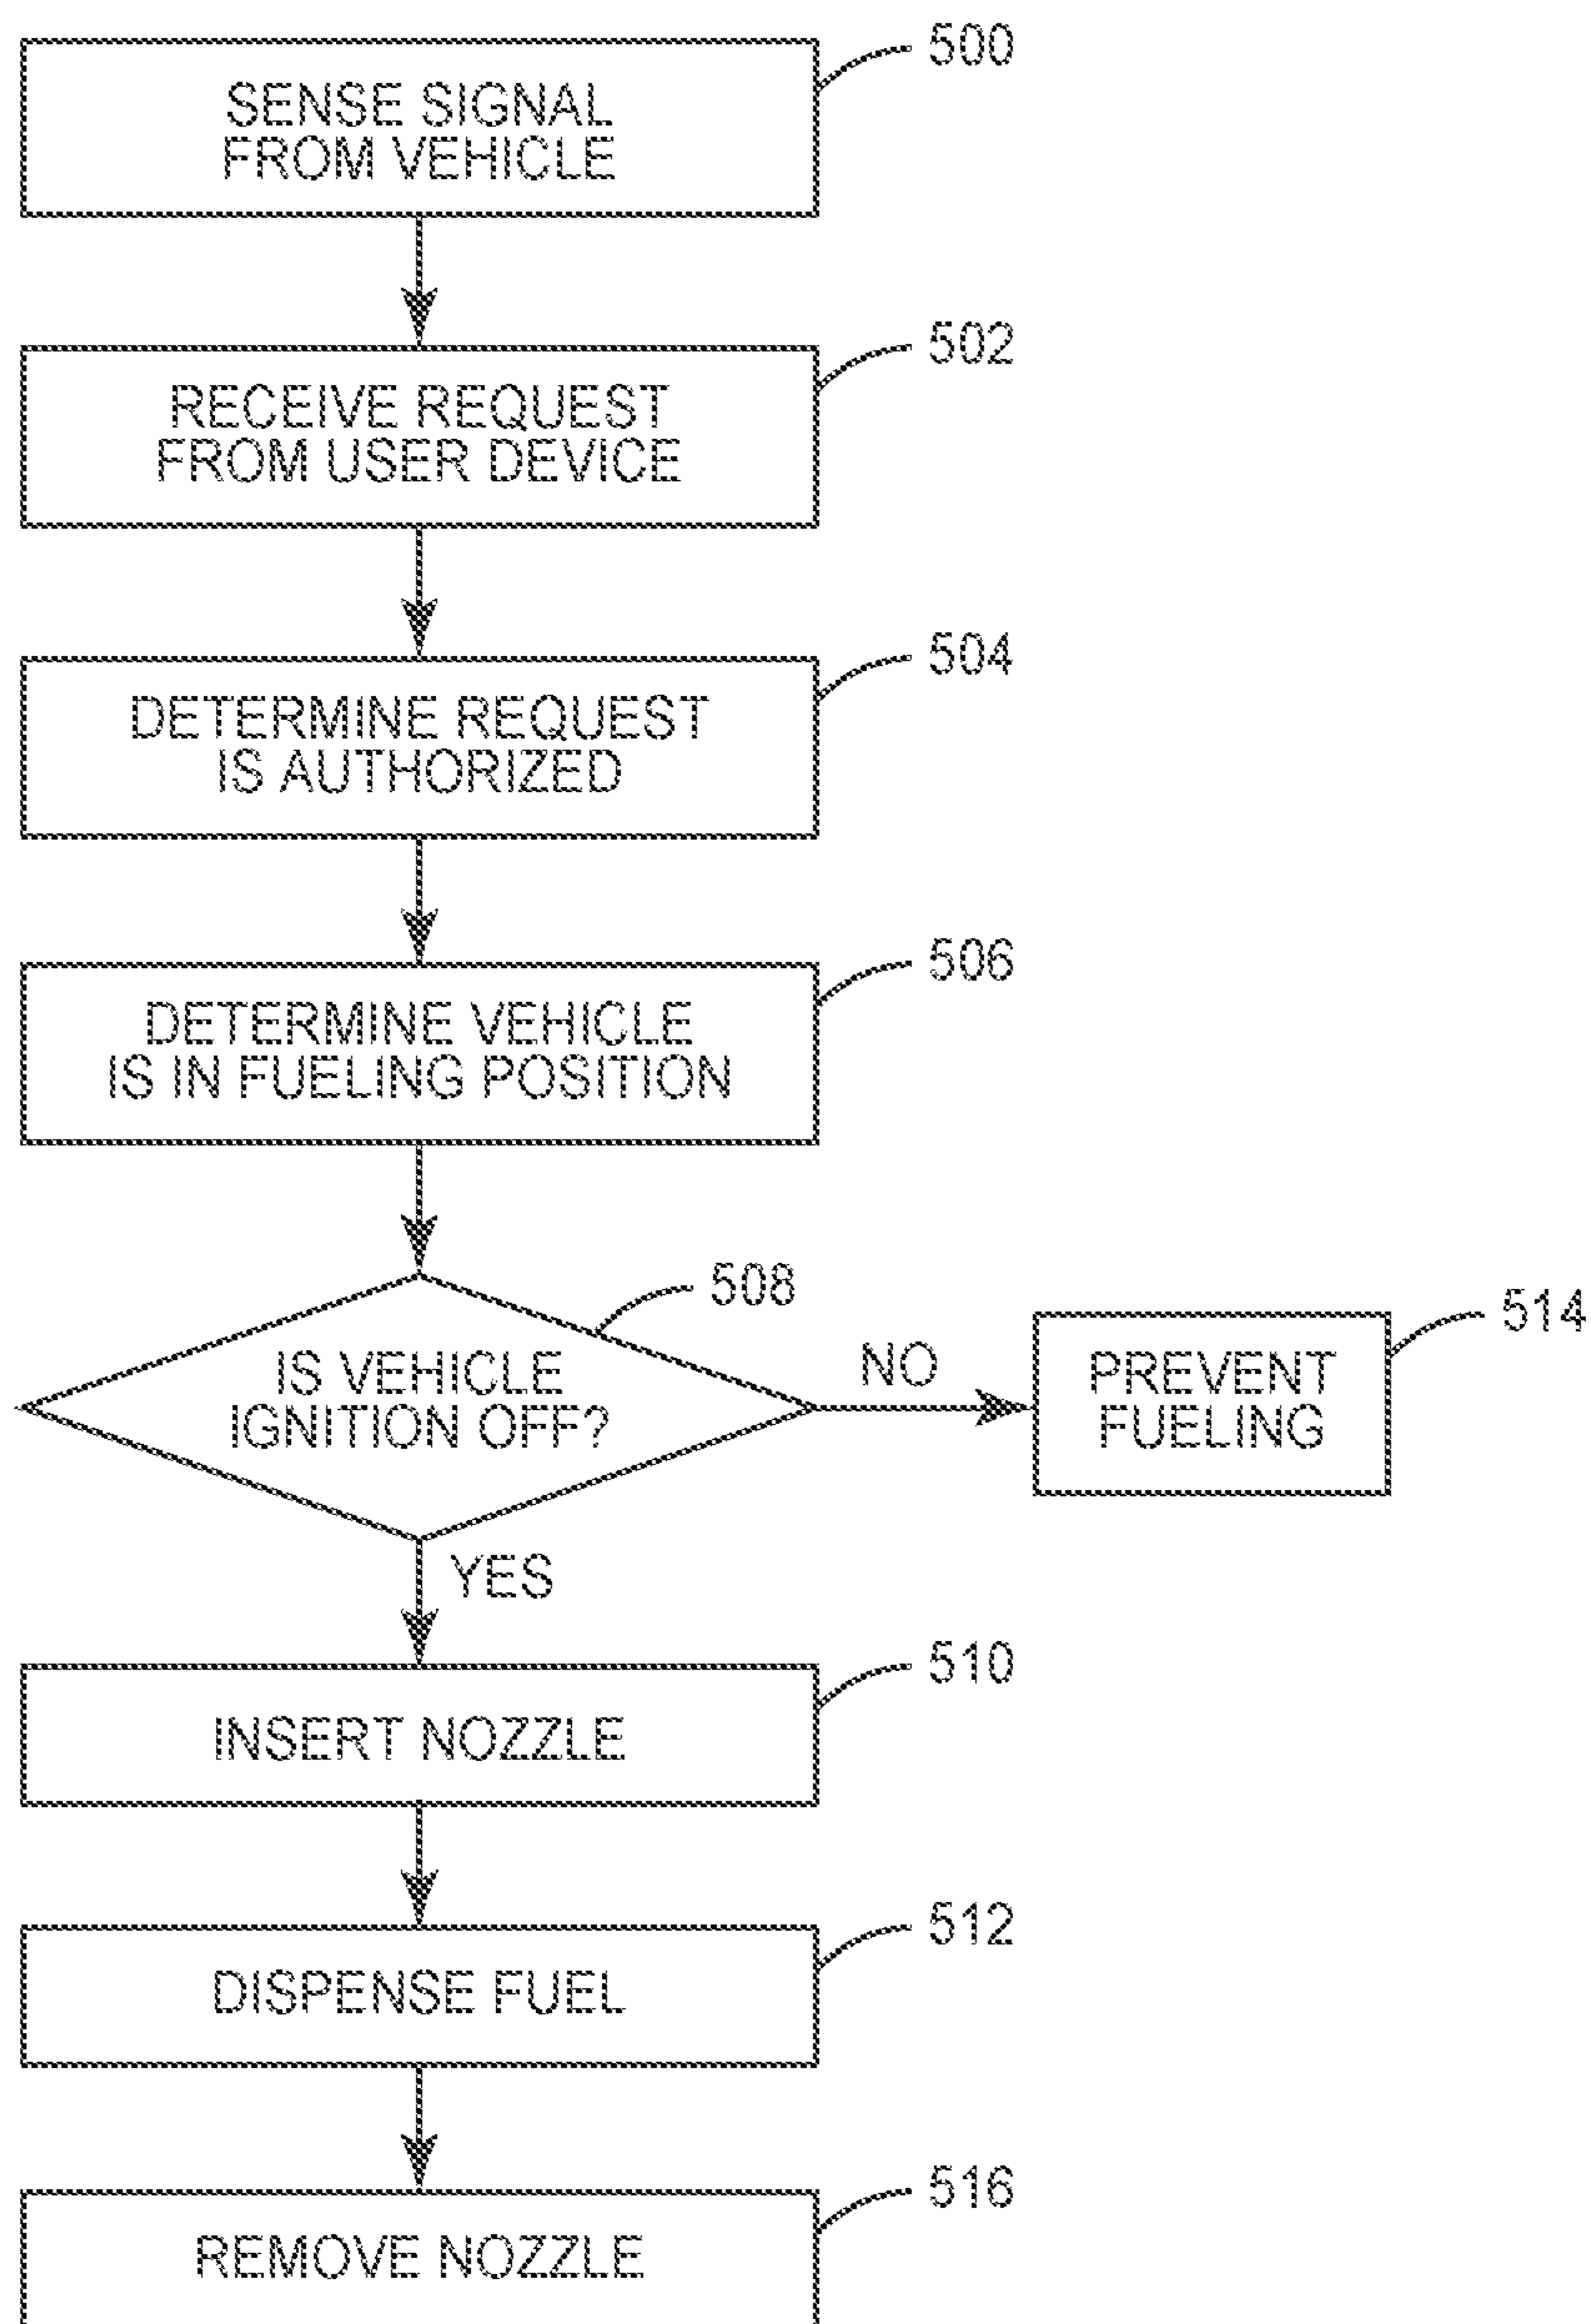 500
SENSE SIGNAL
FROM VEHICLE
502
RECEIVE REQUEST
FROM USER DEVICE
504
DETERMINE REQUEST
IS AUTHORIZED
506
DETERMINE VEHICLE
IS IN FUELING POSITION
508
IS VEHICLE
IGNITION OFF?
NO
514
PREVENT
FUELING
YES
510
INSERT NOZZLE
512
DISPENSE FUEL
516
REMOVE NOZZLE